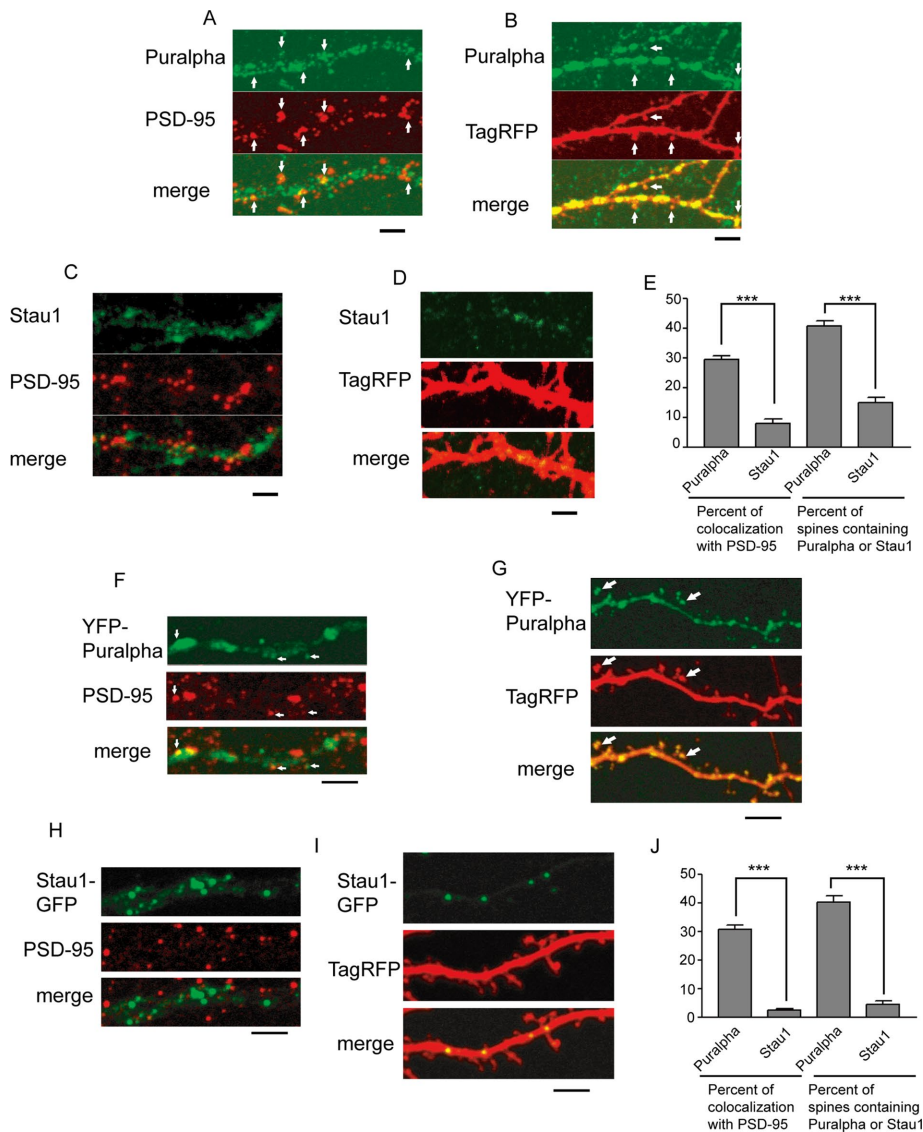 A
Puralpha
PSD-95
merge
B
Puralpha
TagRFP
merge
C
Stau1
PSD-95
merge
D
Stau1
TagRFP
merge
E
40
30
20
10
0
***
***
Puralpha
Stau1
Puralpha
Stau1
Percent of
colocalization
with PSD-95
Percent of
spines containing
Puralpha or Stau1
F
YFP-
Puralpha
PSD-95
merge
G
YFP-
Puralpha
TagRFP
merge
H
Stau1-
GFP
PSD-95
merge
I
Stau1-
GFP
TagRFP
merge
J
50
40
30
20
10
0
***
***
Puralpha
Stau1
Puralpha
Stau1
Percent of
colocalization
with PSD-95
Percent of
spines containing
Puralpha or Stau1